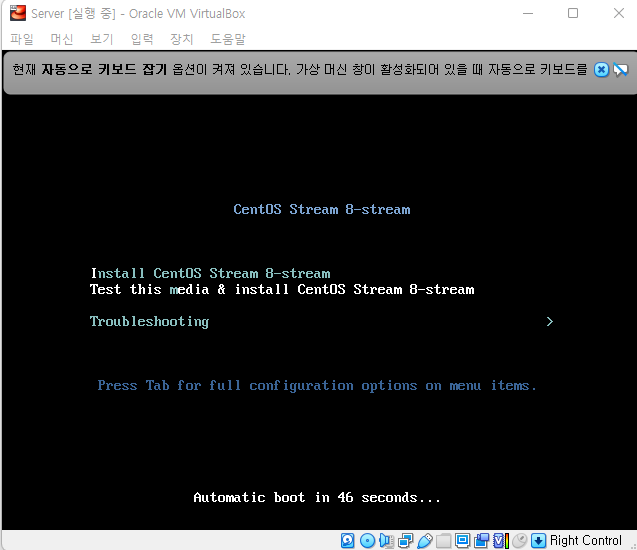 Server [실행 중] - Oracle VM VirtualBox
파일 머신 보기 입력 장치 도움말
현재 자동으로 키보드 잡기 옵션이 켜져 있습니다. 가상 머신 창이 활성화되어 있을 때 자동으로 키보드를
CentOS Stream 8-stream
Install CentOS Stream 8-stream
Test this media & install CentOS Stream 8-stream
Troubleshooting >
Press Tab for full configuration options on menu items.
Automatic boot in 46 seconds...
Right Control